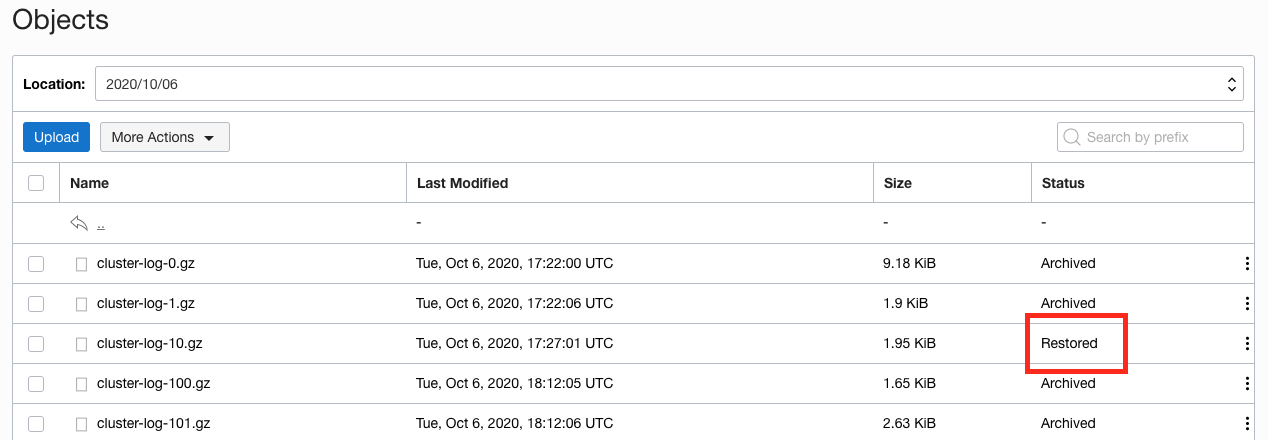 Objects
Location: 2020/10/06
Upload More Actions Search by prefix
Name Last Modified Size Status
.. - - -
cluster-log-0.gz Tue, Oct 6, 2020, 17:22:00 UTC 9.18 KiB Archived
cluster-log-1.gz Tue, Oct 6, 2020, 17:22:06 UTC 1.9 KiB Archived
cluster-log-10.gz Tue, Oct 6, 2020, 17:27:01 UTC 1.95 KiB Restored
cluster-log-100.gz Tue, Oct 6, 2020, 18:12:05 UTC 1.65 KiB Archived
cluster-log-101.gz Tue, Oct 6, 2020, 18:12:06 UTC 2.63 KiB Archived